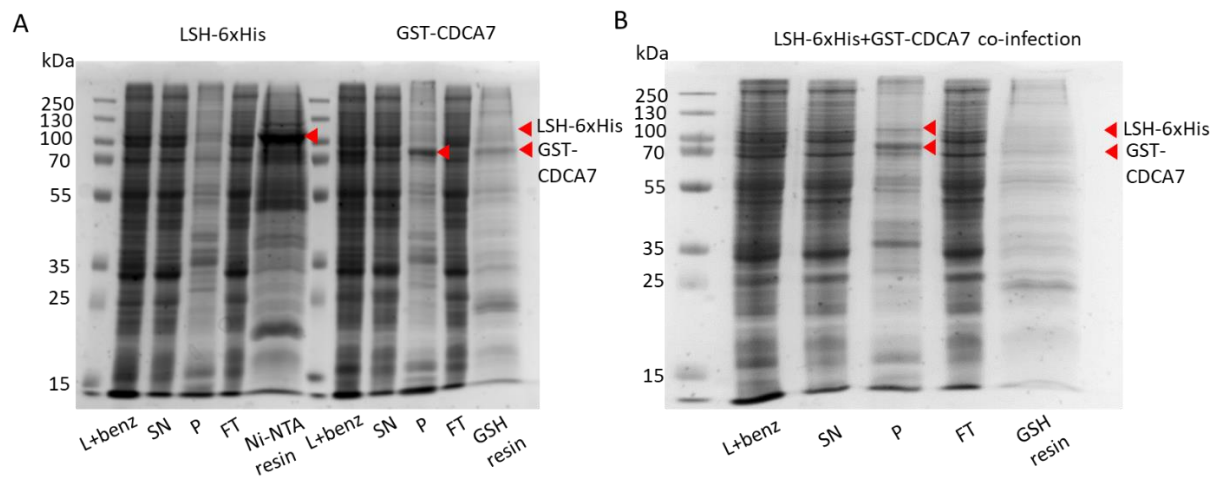 A
LSH-6xHis
GST-CDCA7
kDa
250
130
100
70
55
35
25
15
LSH-6xHis
GST-
CDCA7
L+benz
SN
P
FT
Ni-NTA
resin
L+benz
SN
P
FT
GSH
resin
B
LSH-6xHis+GST-CDCA7 co-infection
kDa
250
130
100
70
55
35
25
15
LSH-6xHis
GST-
CDCA7
L+benz
SN
P
FT
GSH
resin